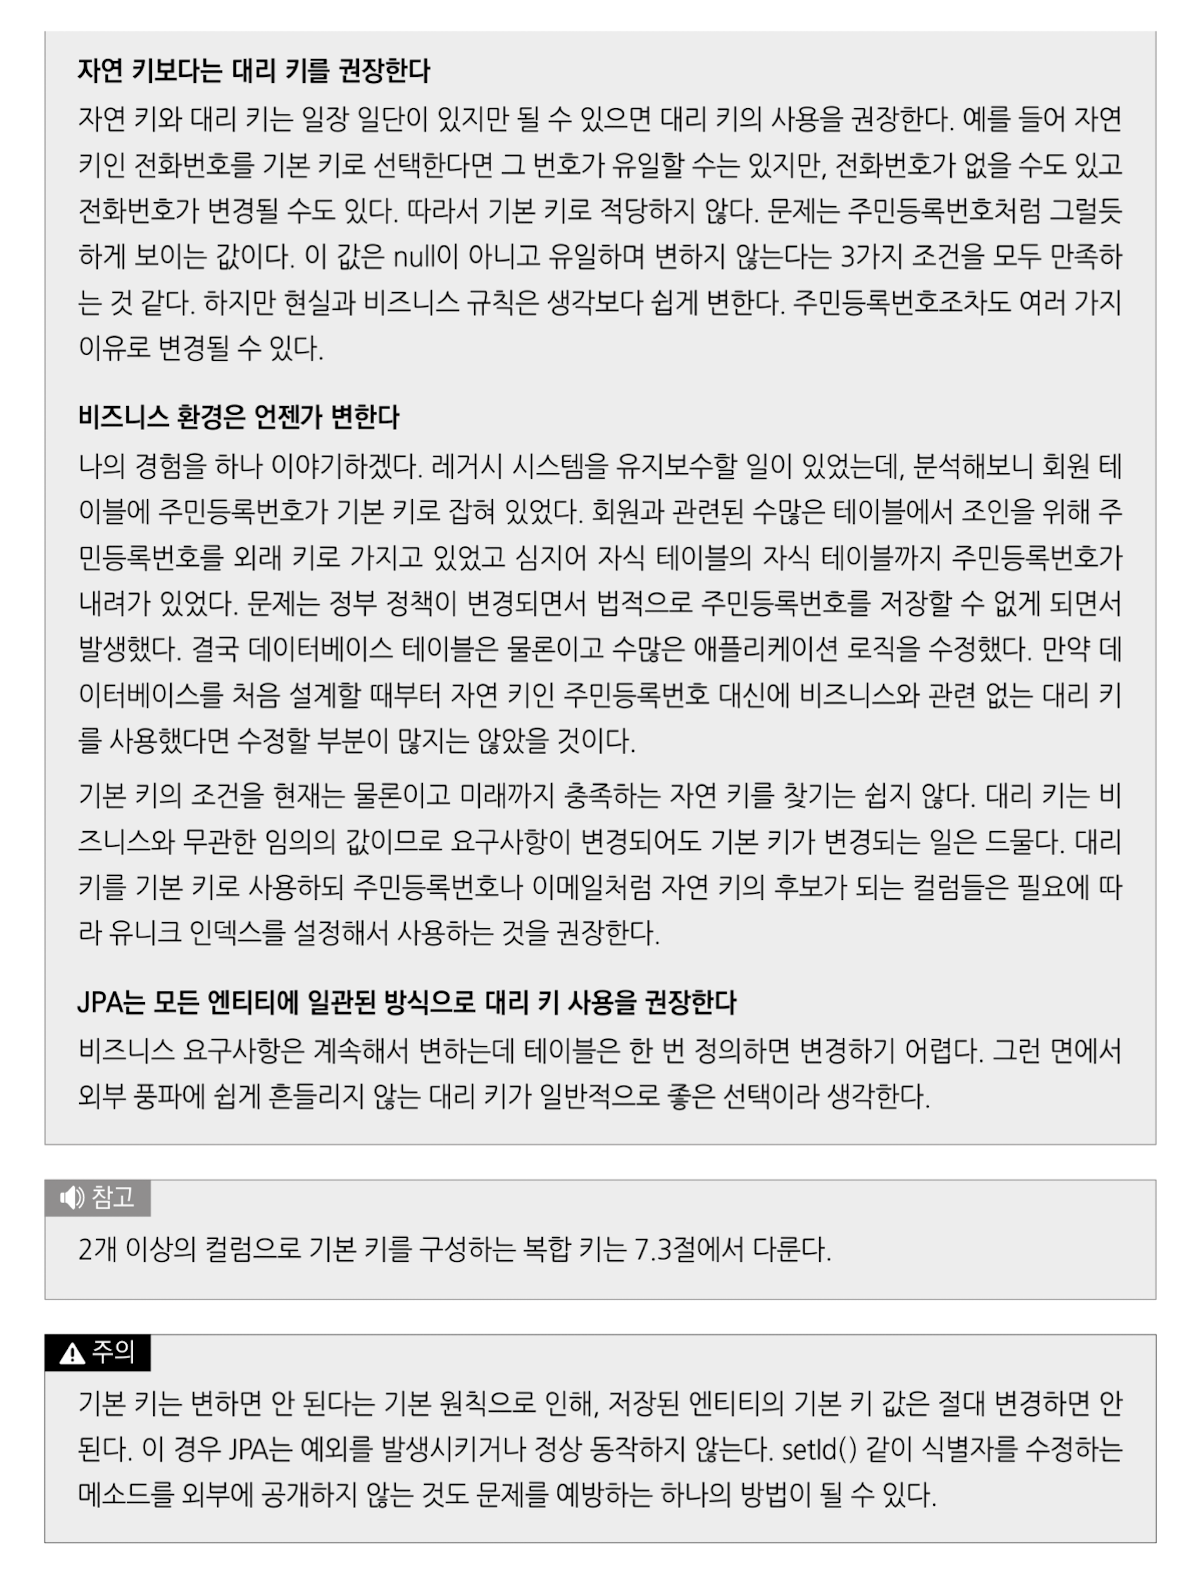 자연 키보다는 대리 키를 권장한다
자연 키와 대리 키는 일장 일단이 있지만 될 수 있으면 대리 키의 사용을 권장한다. 예를 들어 자연
키인 전화번호를 기본 키로 선택한다면 그 번호가 유일할 수는 있지만, 전화번호가 없을 수도 있고
전화번호가 변경될 수도 있다. 따라서 기본 키로 적당하지 않다. 문제는 주민등록번호처럼 그럴듯
하게 보이는 값이다. 이 값은 null이 아니고 유일하며 변하지 않는다는 3가지 조건을 모두 만족하
는 것 같다. 하지만 현실과 비즈니스 규칙은 생각보다 쉽게 변한다. 주민등록번호조차도 여러 가지
이유로 변경될 수 있다.
비즈니스 환경은 언젠가 변한다
나의 경험을 하나 이야기하겠다. 레거시 시스템을 유지보수할 일이 있었는데, 분석해보니 회원 테
이블에 주민등록번호가 기본 키로 잡혀 있었다. 회원과 관련된 수많은 테이블에서 조인을 위해 주
민등록번호를 외래 키로 가지고 있었고 심지어 자식 테이블의 자식 테이블까지 주민등록번호가
내려가 있었다. 문제는 정부 정책이 변경되면서 법적으로 주민등록번호를 저장할 수 없게 되면서
발생했다. 결국 데이터베이스 테이블은 물론이고 수많은 애플리케이션 로직을 수정했다. 만약 데
이터베이스를 처음 설계할 때부터 자연 키인 주민등록번호 대신에 비즈니스와 관련 없는 대리 키
를 사용했다면 수정할 부분이 많지는 않았을 것이다.
기본 키의 조건을 현재는 물론이고 미래까지 충족하는 자연 키를 찾기는 쉽지 않다. 대리 키는 비
즈니스와 무관한 임의의 값이므로 요구사항이 변경되어도 기본 키가 변경되는 일은 드물다. 대리
키를 기본 키로 사용하되 주민등록번호나 이메일처럼 자연 키의 후보가 되는 컬럼들은 필요에 따
라 유니크 인덱스를 설정해서 사용하는 것을 권장한다.
JPA는 모든 엔티티에 일관된 방식으로 대리 키 사용을 권장한다
비즈니스 요구사항은 계속해서 변하는데 테이블은 한 번 정의하면 변경하기 어렵다. 그런 면에서
외부 풍파에 쉽게 흔들리지 않는 대리 키가 일반적으로 좋은 선택이라 생각한다.
참고
2개 이상의 컬럼으로 기본 키를 구성하는 복합 키는 7.3절에서 다룬다.
주의
기본 키는 변하면 안 된다는 기본 원칙으로 인해, 저장된 엔티티의 기본 키 값은 절대 변경하면 안
된다. 이 경우 JPA는 예외를 발생시키거나 정상 동작하지 않는다. setId() 같이 식별자를 수정하는
메소드를 외부에 공개하지 않는 것도 문제를 예방하는 하나의 방법이 될 수 있다.